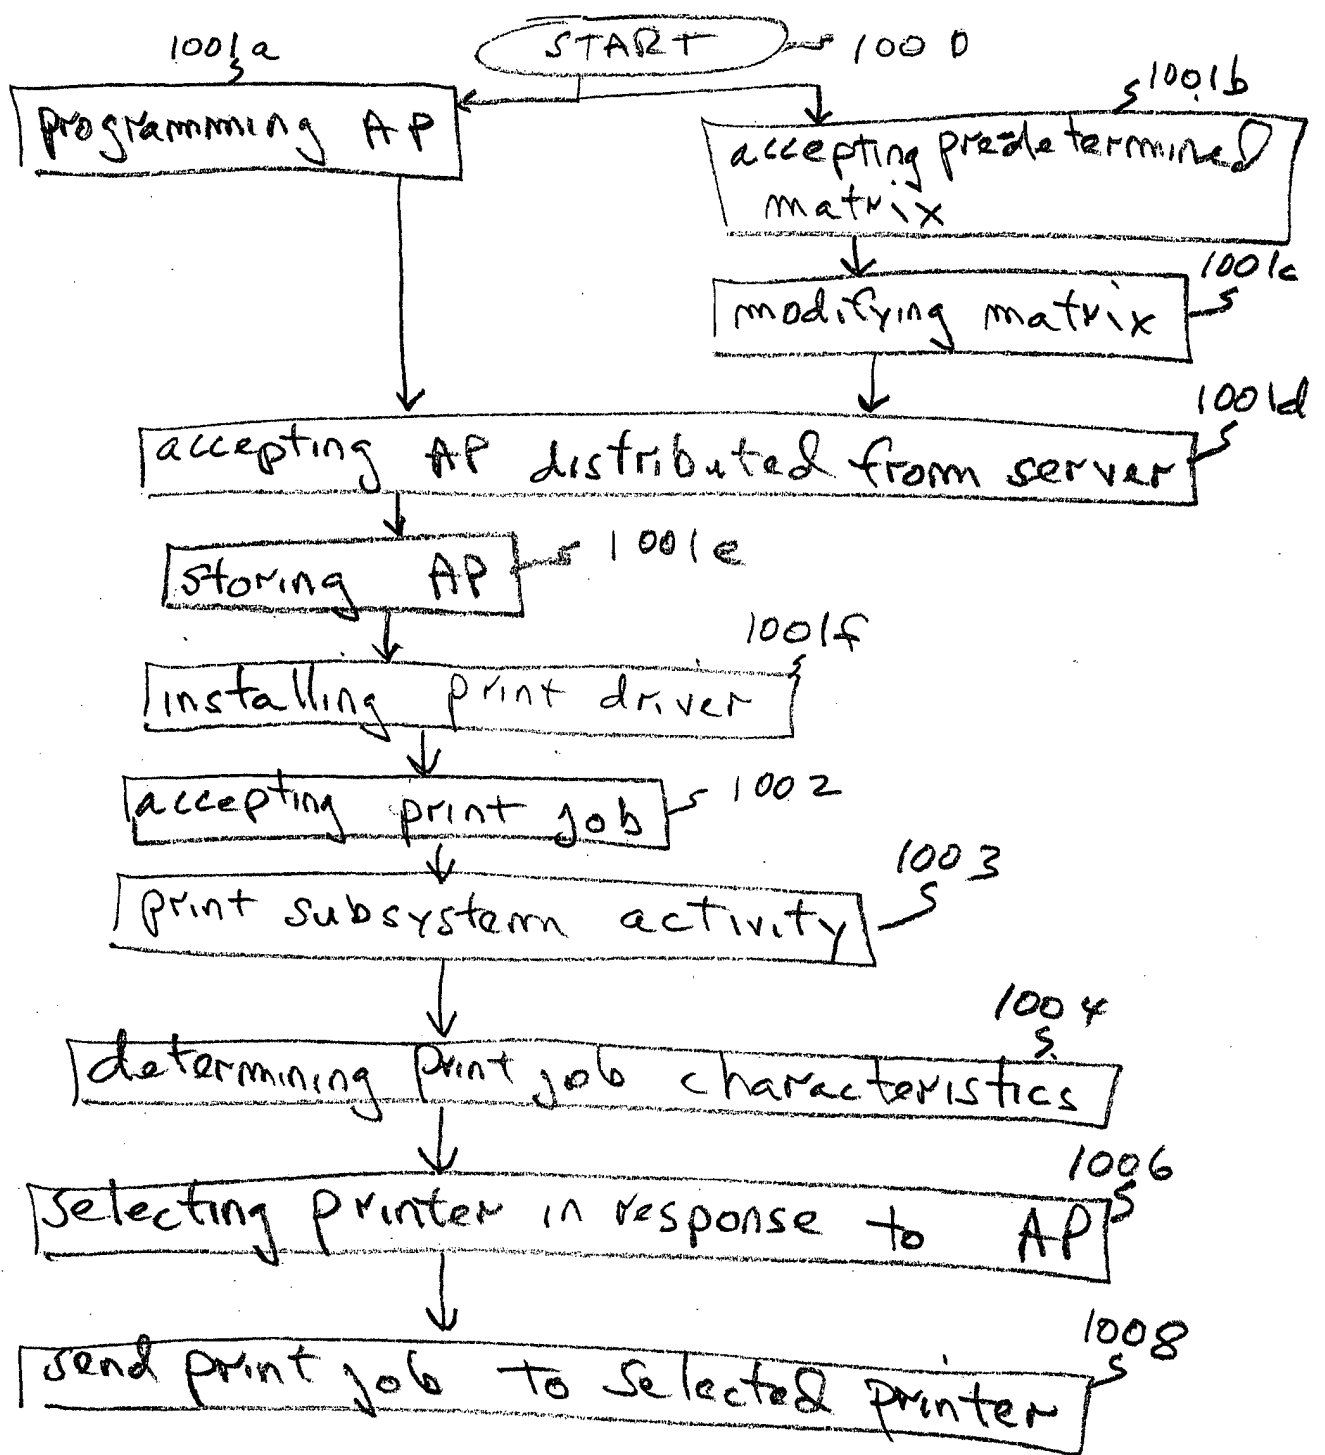 1001a
START 1000
programming AP
1001b
accepting predetermined
matrix
1001c
modifying matrix
1001d
accepting AP distributed from server
storing AP 1001e
1001f
installing print driver
accepting print job 1002
1003
print subsystem activity
1004
determining print job characteristics
1006
selecting printer in response to AP
1008
send print job to selected printer